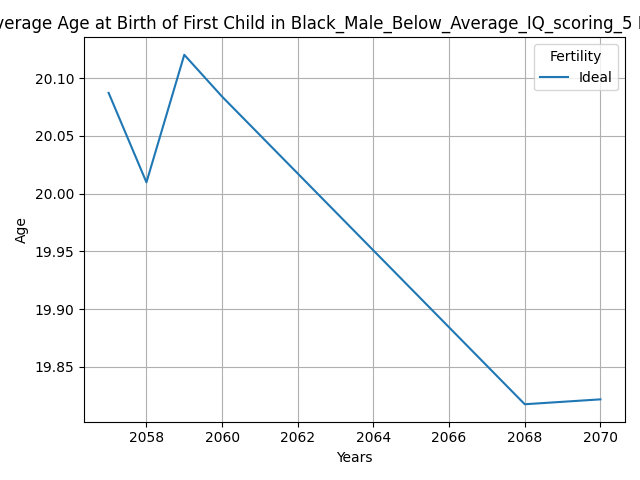 verage Age at Birth of First Child in Black_Male_Below_Average_IQ_scoring_5
Fertility
Ideal
20.10
20.05
20.00
19.95
19.90
19.85
Age
2058 2060 2062 2064 2066 2068 2070
Years